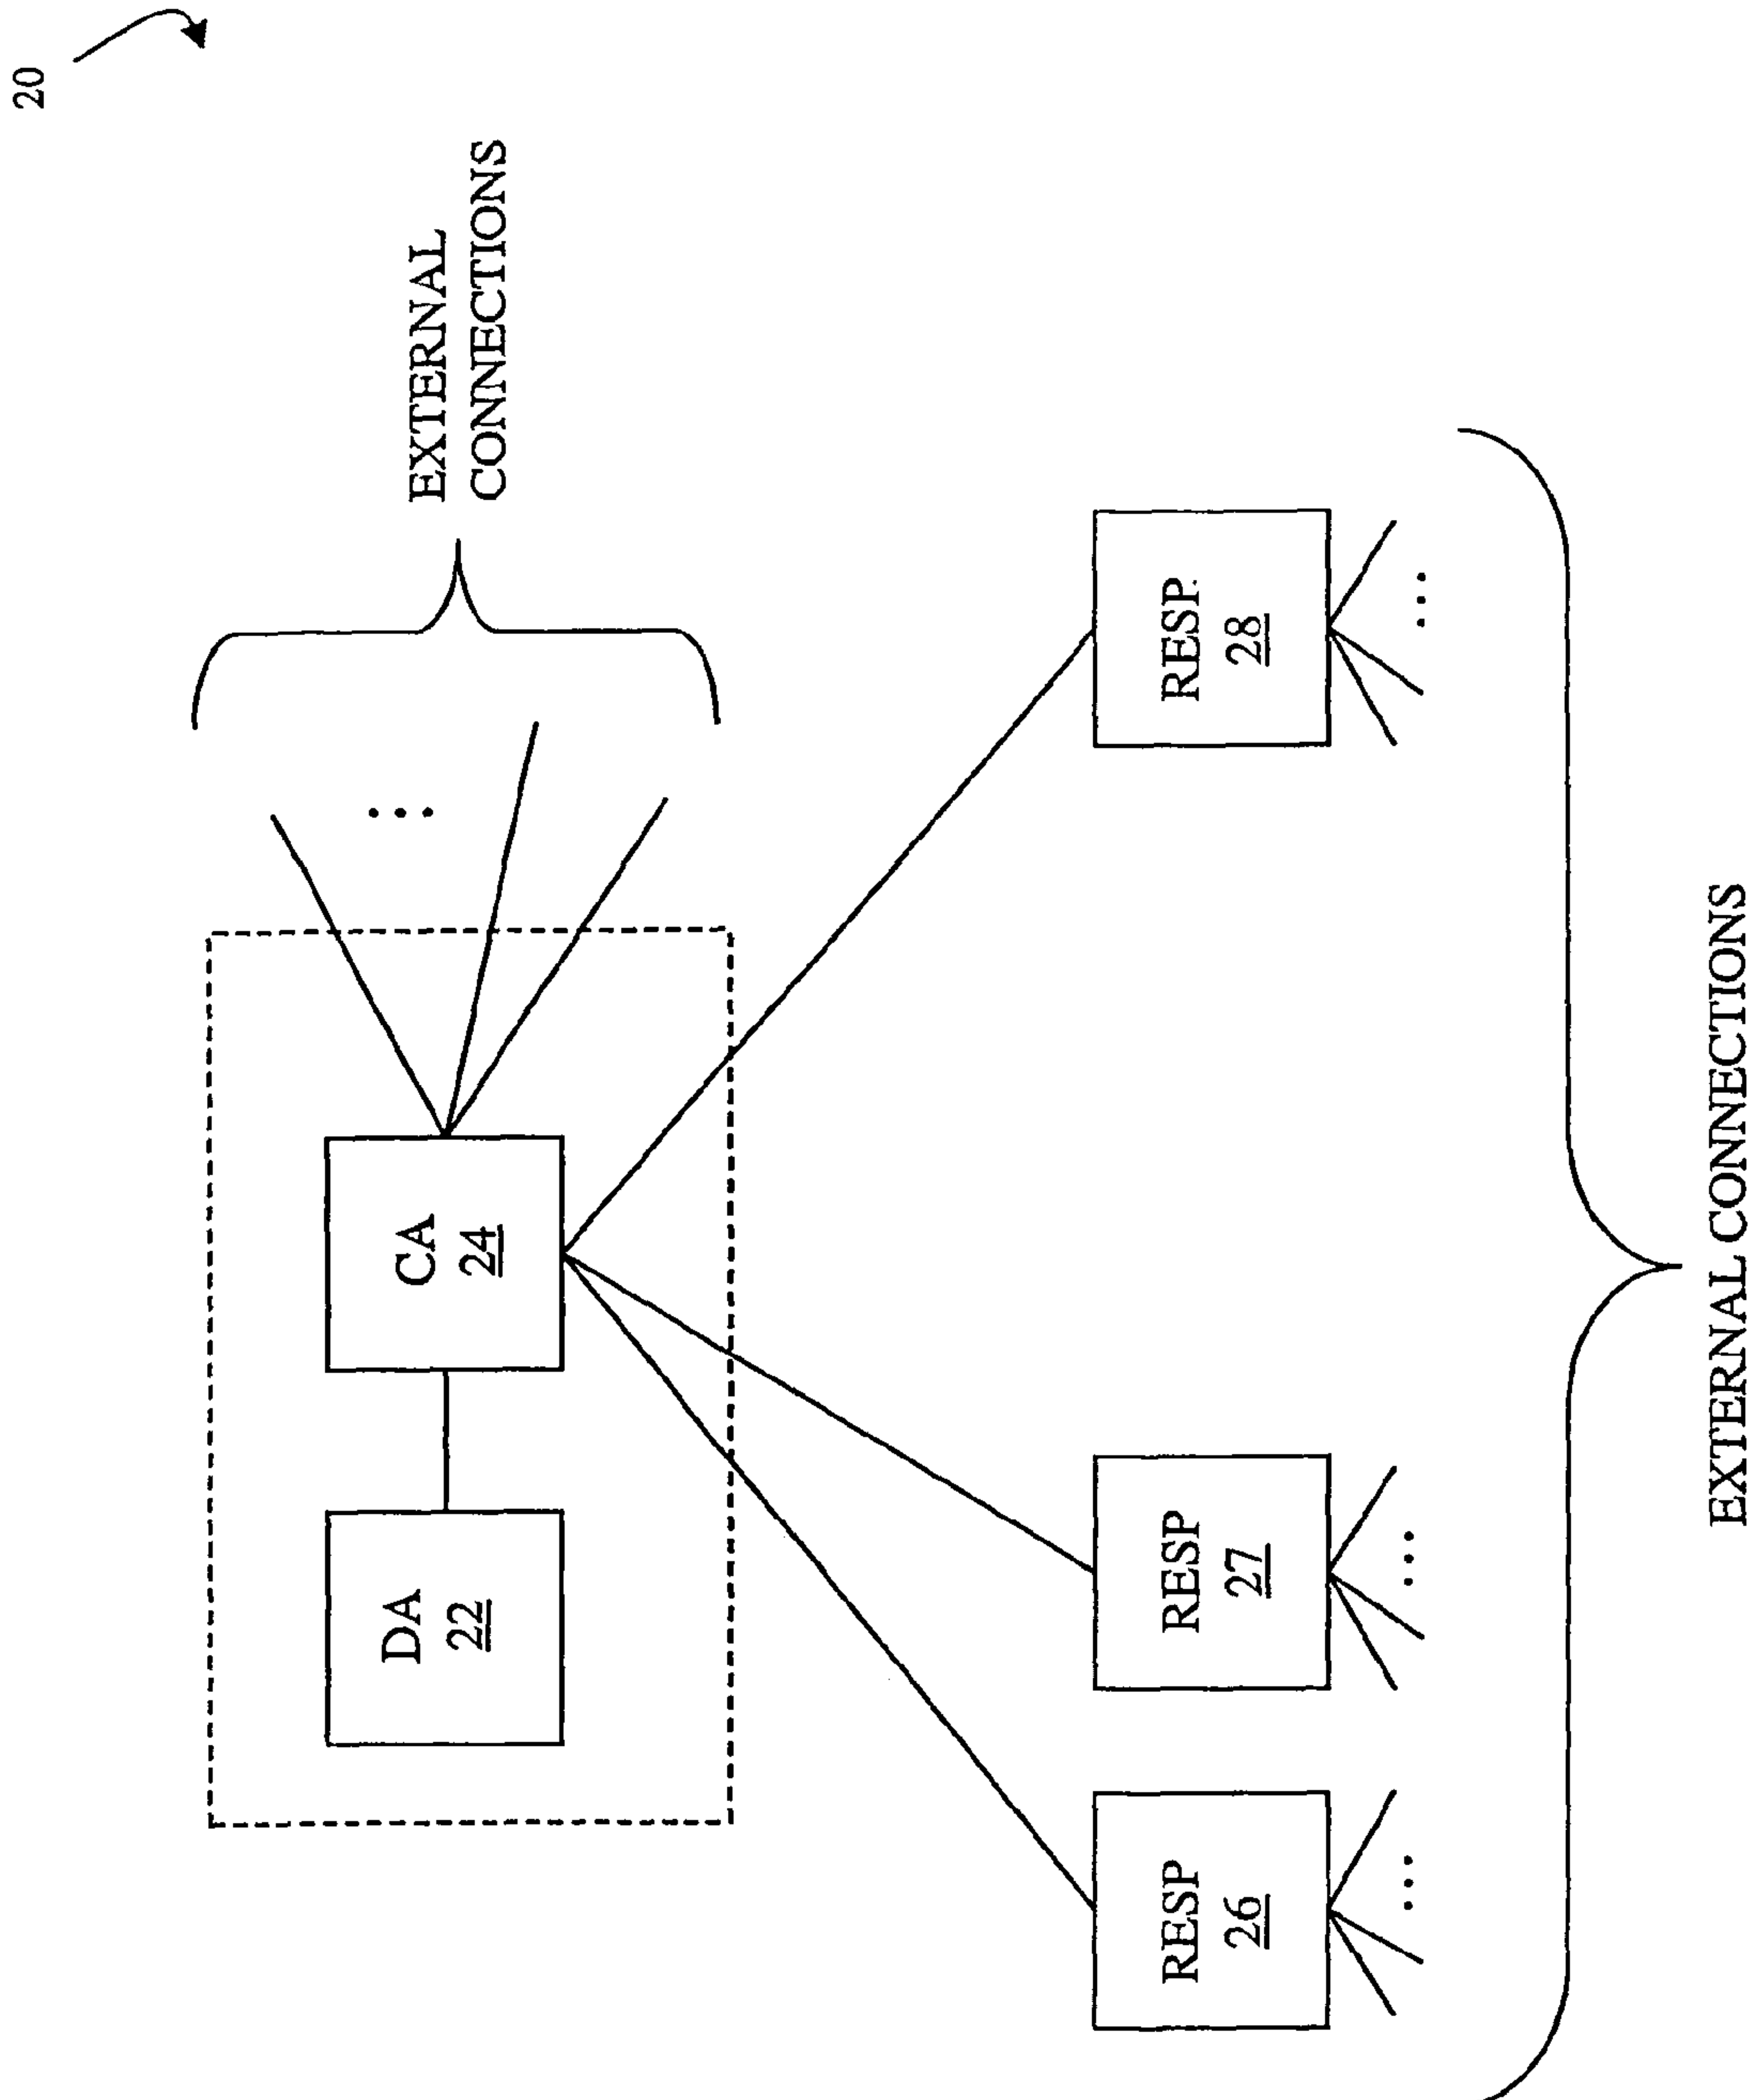 20
EXTERNAL
CONNECTIONS
DA
22
CA
24
RESP
26
RESP
27
RESP.
28
...
...
...
...
EXTERNAL CONNECTIONS